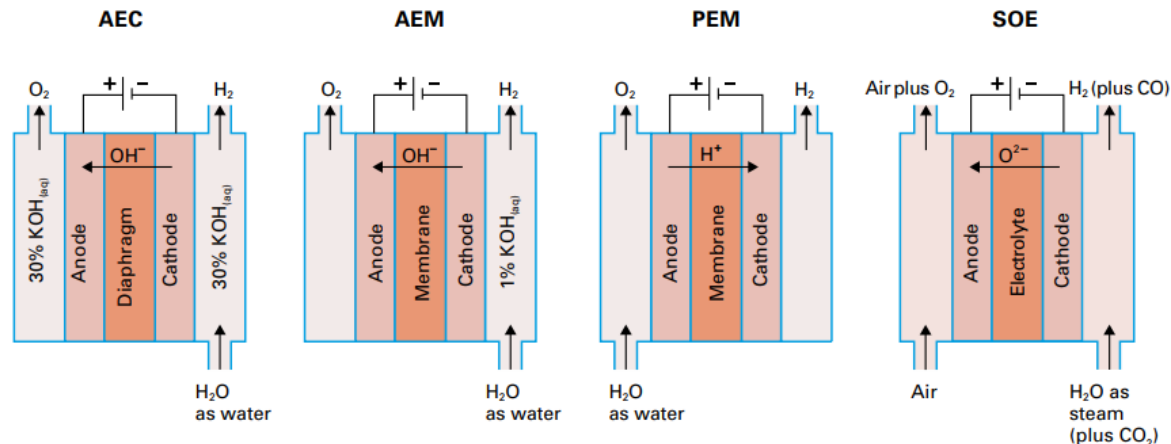 AEC
O₂
+
−
H₂
OH⁻
30% KOH(aq)
Anode
Diaphragm
Cathode
30% KOH(aq)
H₂O
as water
AEM
O₂
+
−
H₂
OH⁻
Anode
Membrane
Cathode
1% KOH(aq)
H₂O
as water
PEM
O₂
+
−
H₂
H⁺
Anode
Membrane
Cathode
H₂O
as water
SOE
Air plus O₂
+
−
H₂ (plus CO)
O²⁻
Anode
Electrolyte
Cathode
Air
H₂O as
steam
(plus CO₂)